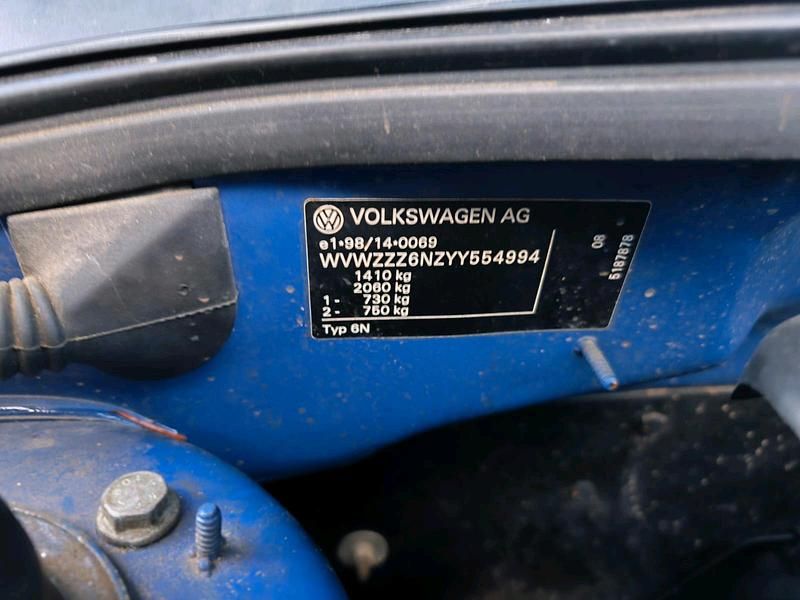 VOLKSWAGEN AG
e1*98/14*0069
WVWZZZ6NZYY554994
1410 kg
2060 kg
1- 730 kg
2- 750 kg
Typ 6N
08
5187878